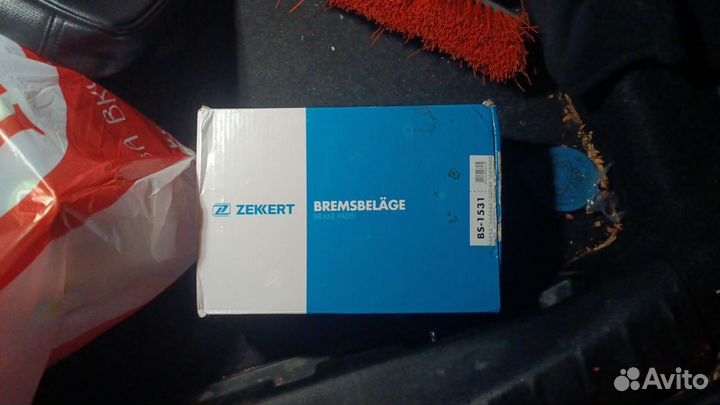 ZEKKERT
BREMSBELÄGE
BRAKE PADS
BS-1531
Avito